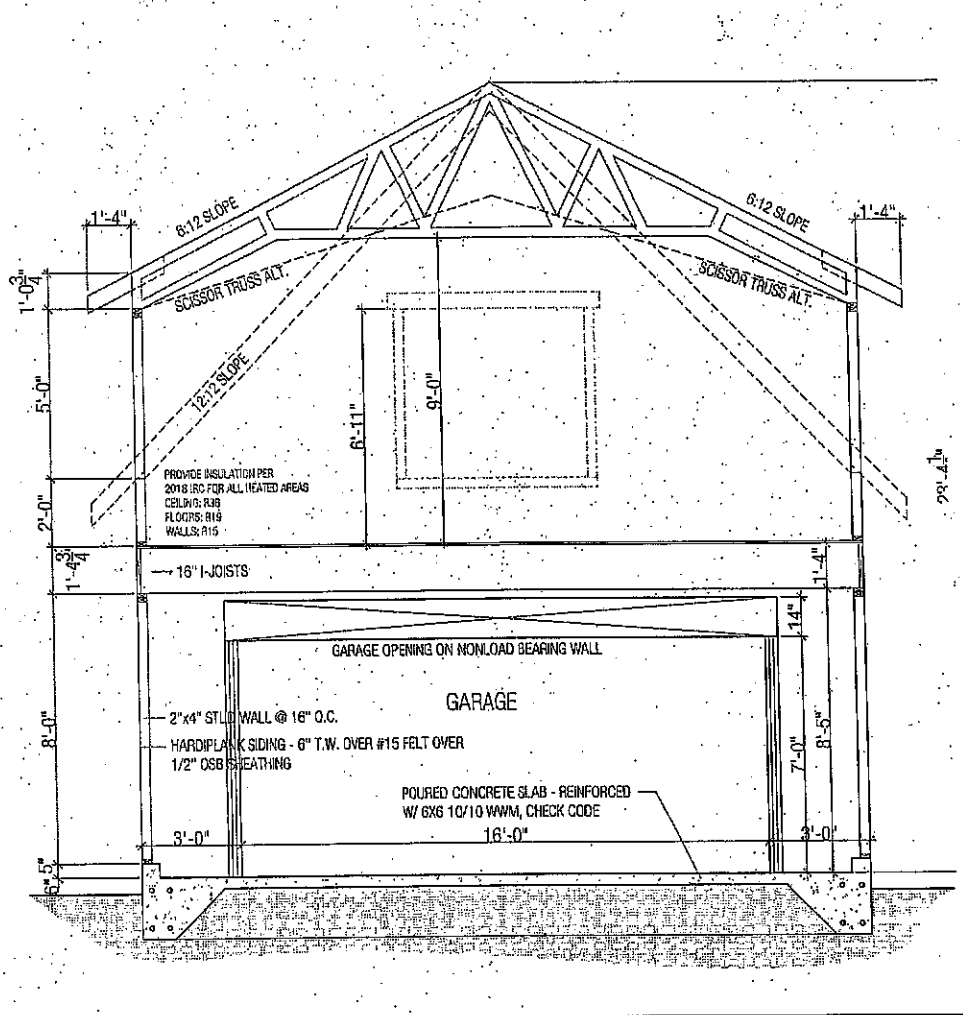 6:12 SLOPE
6:12 SLOPE
1'-4"
1'-4"
1'-0 3/4"
SCISSOR TRUSS ALT.
SCISSOR TRUSS ALT.
12:12 SLOPE
5'-0"
6'-11"
9'-0"
PROVIDE INSULATION PER
2018 IRC FOR ALL HEATED AREAS
CEILING: R38
FLOORS: R19
WALLS: R15
2'-0"
28'-4 1/2"
1'-4 3/4"
16" I-JOISTS
1'-4"
14"
GARAGE OPENING ON NONLOAD BEARING WALL
GARAGE
2"x4" STUD WALL @ 16" O.C.
HARDIPLANK SIDING - 6" T.W. OVER #15 FELT OVER
1/2" OSB SHEATHING
8'-0"
7'-0"
8'-5"
POURED CONCRETE SLAB - REINFORCED
W/ 6X6 10/10 WWM, CHECK CODE
3'-0"
16'-0"
3'-0"
5"
6"